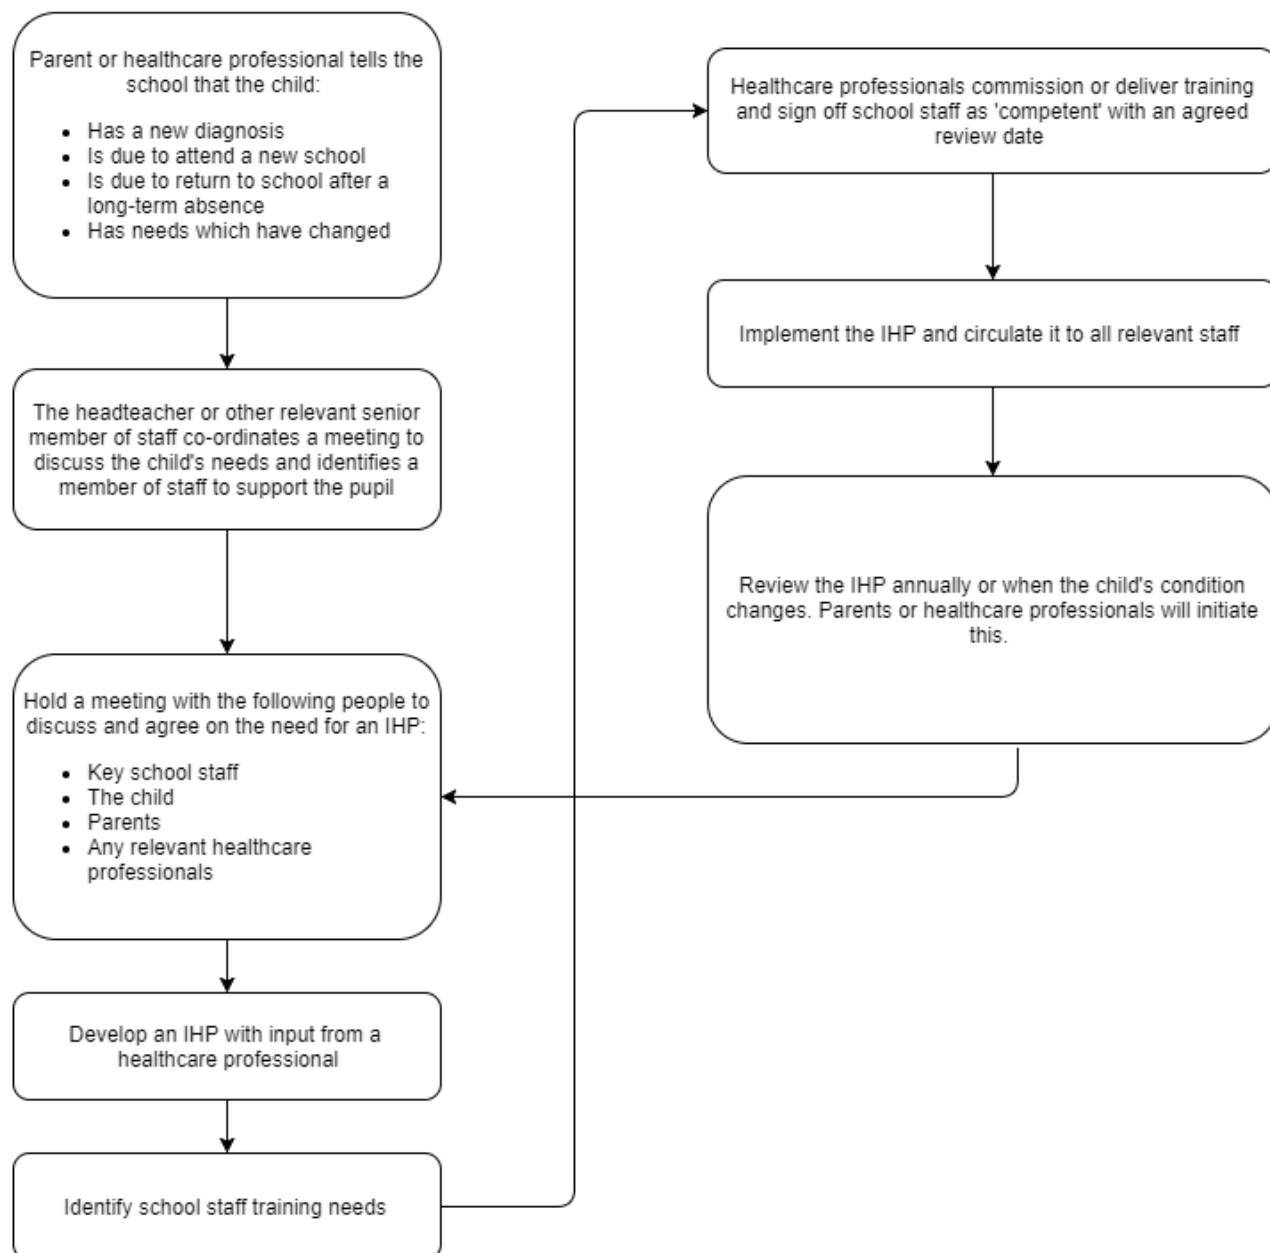 Parent or healthcare professional tells the
school that the child:
• Has a new diagnosis
• Is due to attend a new school
• Is due to return to school after a
long-term absence
• Has needs which have changed
The headteacher or other relevant senior
member of staff co-ordinates a meeting to
discuss the child's needs and identifies a
member of staff to support the pupil
Hold a meeting with the following people to
discuss and agree on the need for an IHP:
• Key school staff
• The child
• Parents
• Any relevant healthcare
professionals
Develop an IHP with input from a
healthcare professional
Identify school staff training needs
Healthcare professionals commission or deliver training
and sign off school staff as 'competent' with an agreed
review date
Implement the IHP and circulate it to all relevant staff
Review the IHP annually or when the child's condition
changes. Parents or healthcare professionals will initiate
this.